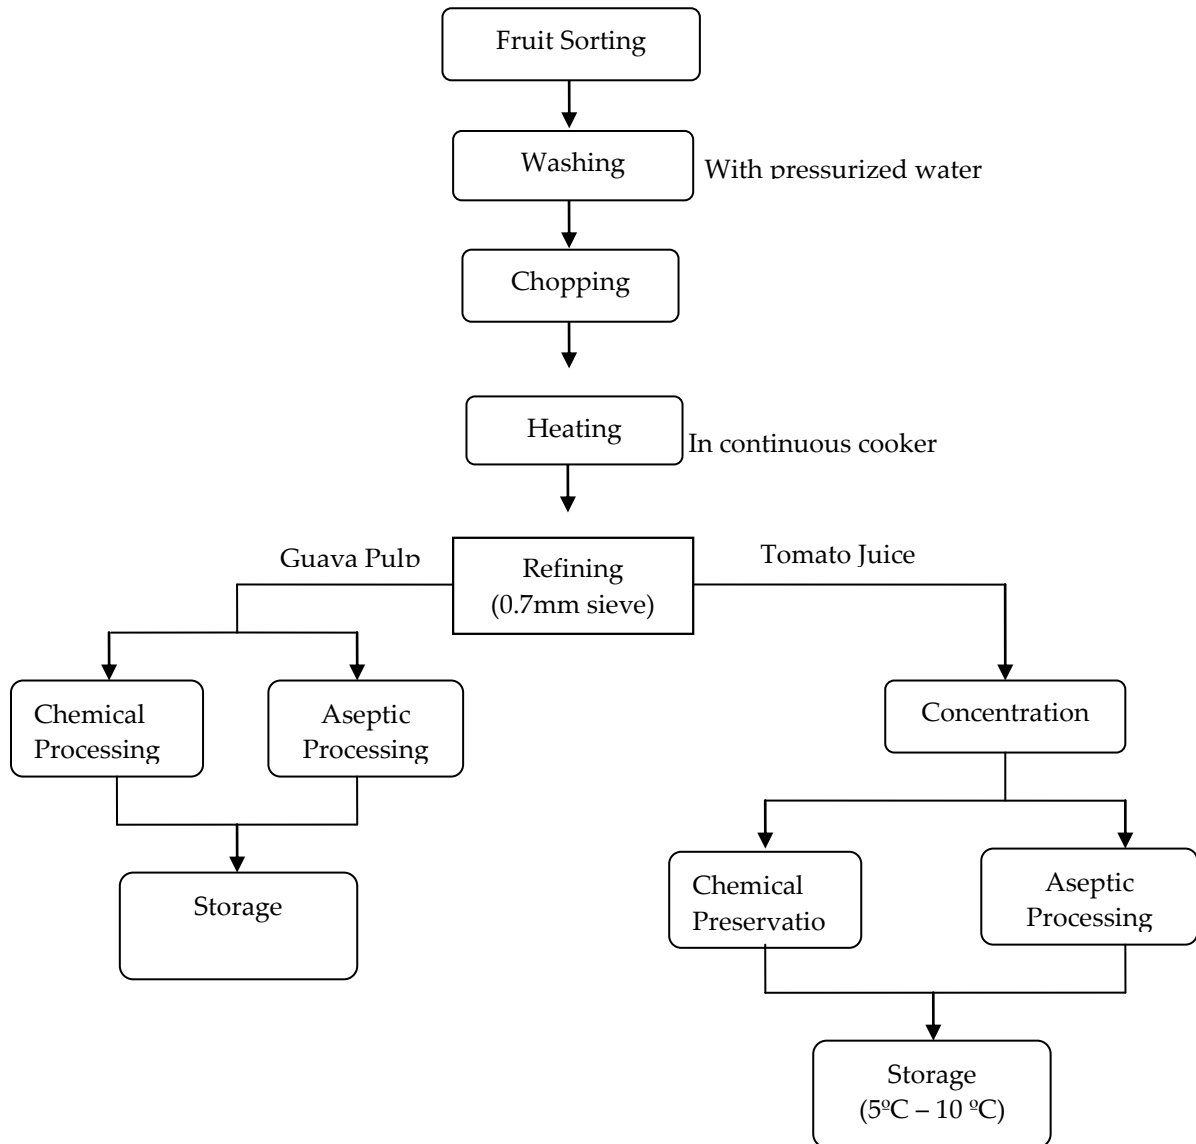 Fruit Sorting
Washing
With pressurized water
Chopping
Heating
In continuous cooker
Guava Pulp
Refining
(0.7mm sieve)
Tomato Juice
Chemical
Processing
Aseptic
Processing
Concentration
Storage
Chemical
Preservatio
Aseptic
Processing
Storage
(5ºC – 10 ºC)